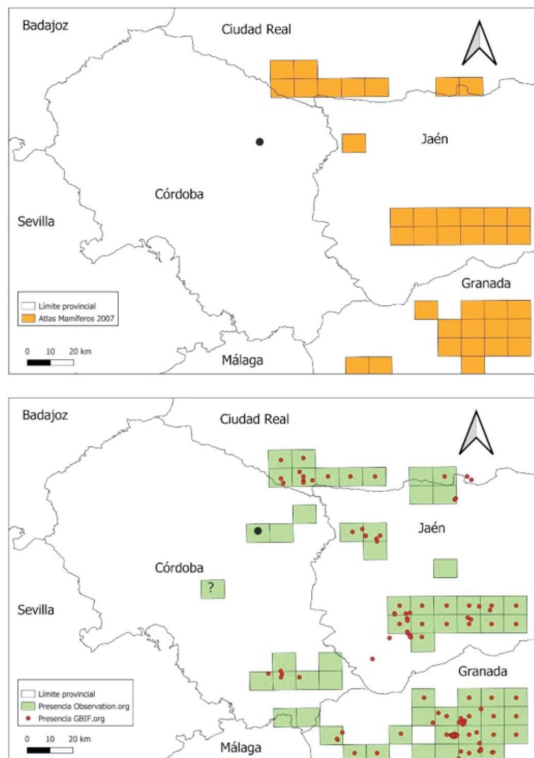 Badajoz
Ciudad Real
Jaén
Córdoba
Sevilla
Granada
Límite provincial
Atlas Mamíferos 2007
0 10 20 km
Málaga
Badajoz
Ciudad Real
Jaén
Córdoba
?
Sevilla
Granada
Límite provincial
Presencia Observation.org
Presencia GBIF.org
0 10 20 km
Málaga